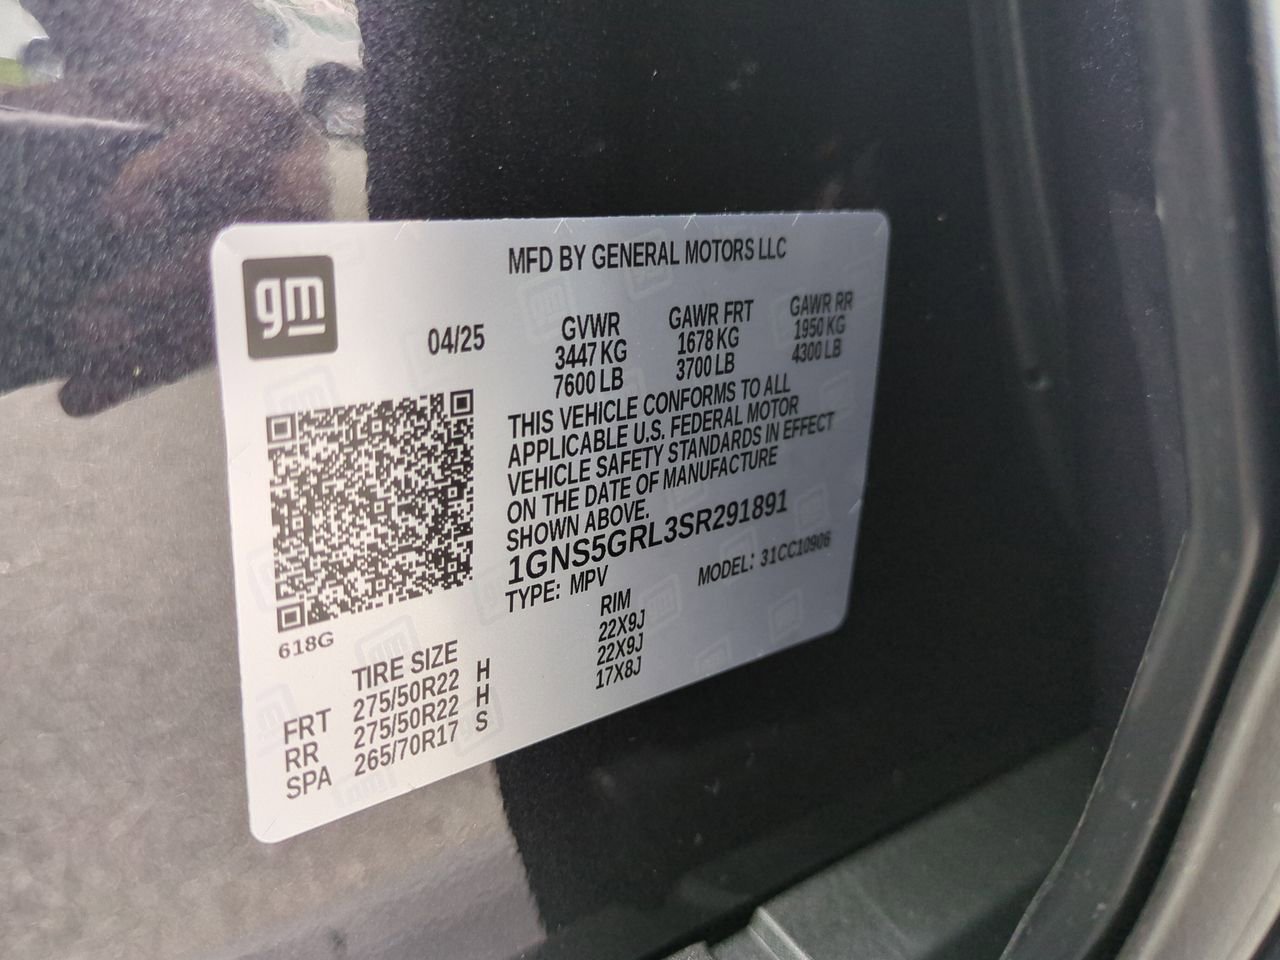 gm
MFD BY GENERAL MOTORS LLC
04/25 GVWR GAWR FRT GAWR RR
3447 KG 1678 KG 1950 KG
7600 LB 3700 LB 4300 LB
THIS VEHICLE CONFORMS TO ALL
APPLICABLE U.S. FEDERAL MOTOR
VEHICLE SAFETY STANDARDS IN EFFECT
ON THE DATE OF MANUFACTURE
SHOWN ABOVE.
1GNS5GRL3SR291891
TYPE: MPV MODEL: 31CC10906
618G
TIRE SIZE RIM
FRT 275/50R22 H 22X9J
RR 275/50R22 H 22X9J
SPA 265/70R17 S 17X8J